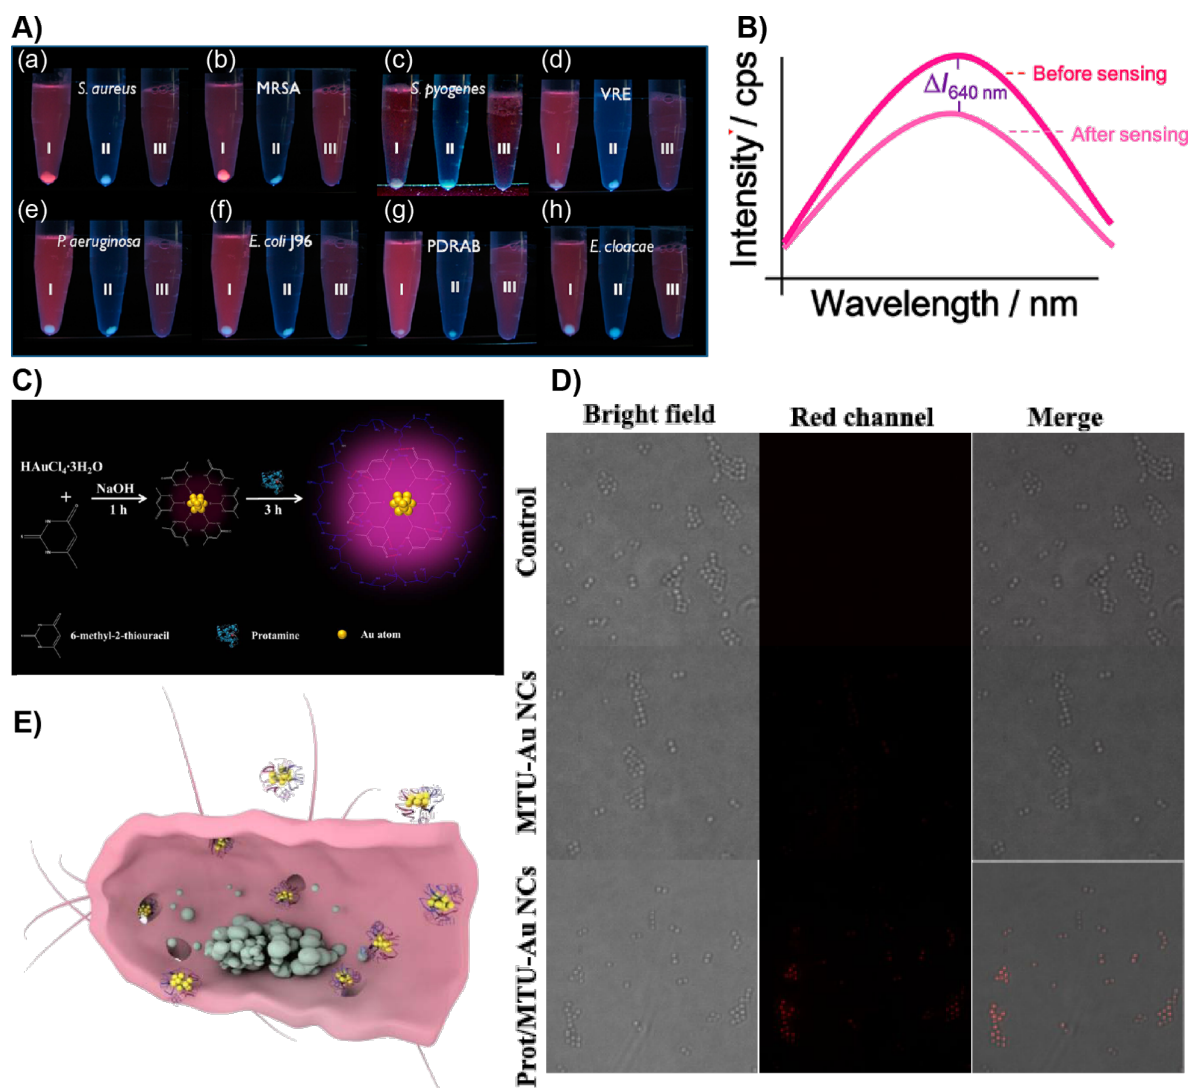 A)
(a)
S. aureus
I
II
III
(b)
MRSA
I
II
III
(c)
S. pyogenes
I
II
III
(d)
VRE
I
II
III
(e)
P. aeruginosa
I
II
III
(f)
E. coli J96
I
II
III
(g)
PDRAB
I
II
III
(h)
E. cloacae
I
II
III
B)
Intensity / cps
Before sensing
ΔI640 nm
After sensing
Wavelength / nm
C)
HAuCl4·3H2O
+
NaOH
1 h
3 h
6-methyl-2-thiouracil
Protamine
Au atom
D)
Bright field
Red channel
Merge
Control
MTU-Au NCs
Prot/MTU-Au NCs
E)